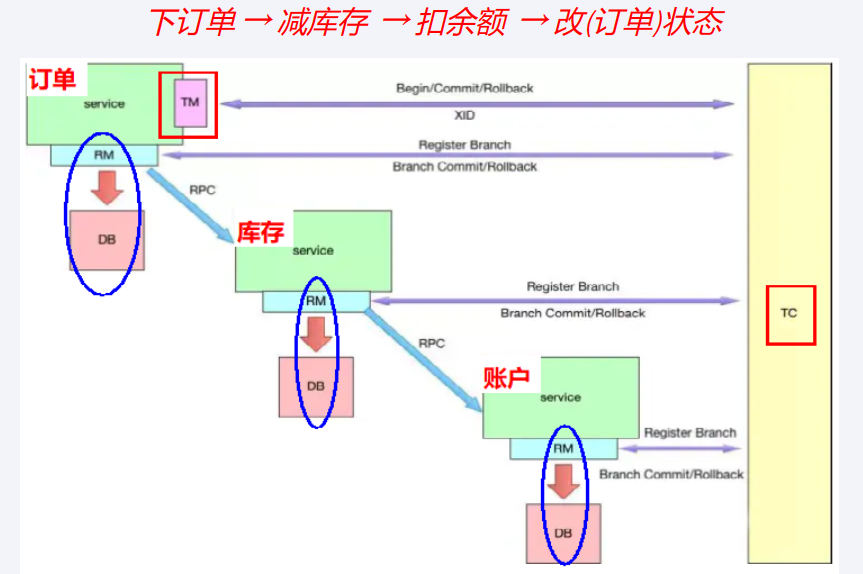 下订单 → 减库存 → 扣余额 → 改(订单)状态
订单
service
TM
Begin/Commit/Rollback
XID
RM
Register Branch
Branch Commit/Rollback
RPC
DB
库存
service
RM
Register Branch
Branch Commit/Rollback
TC
RPC
DB
账户
service
RM
Register Branch
Branch Commit/Rollback
DB